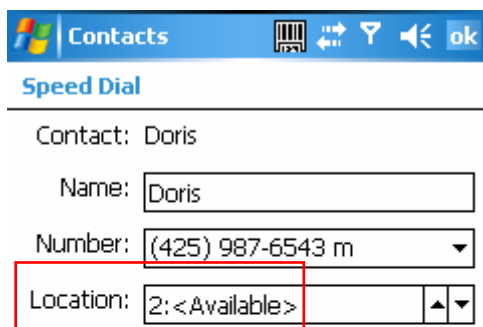 Contacts
ok
Speed Dial
Contact: Doris
Name: Doris
Number: (425) 987-6543 m
Location: 2:<Available>